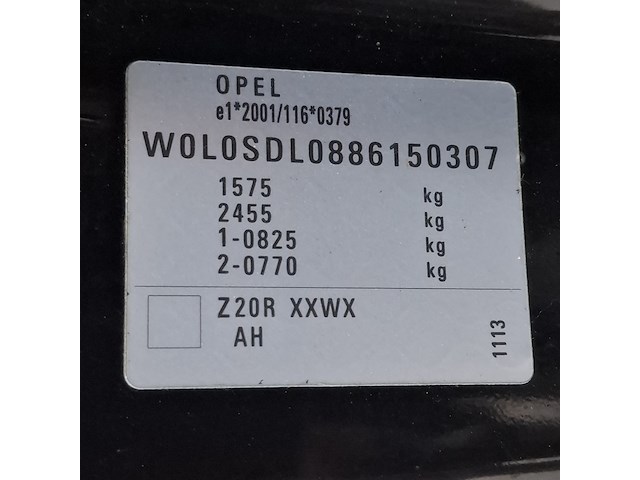 OPEL
e1*2001/116*0379
W0L0SDL0886150307
1575 kg
2455 kg
1-0825 kg
2-0770 kg
Z20R XXWX
AH
1113